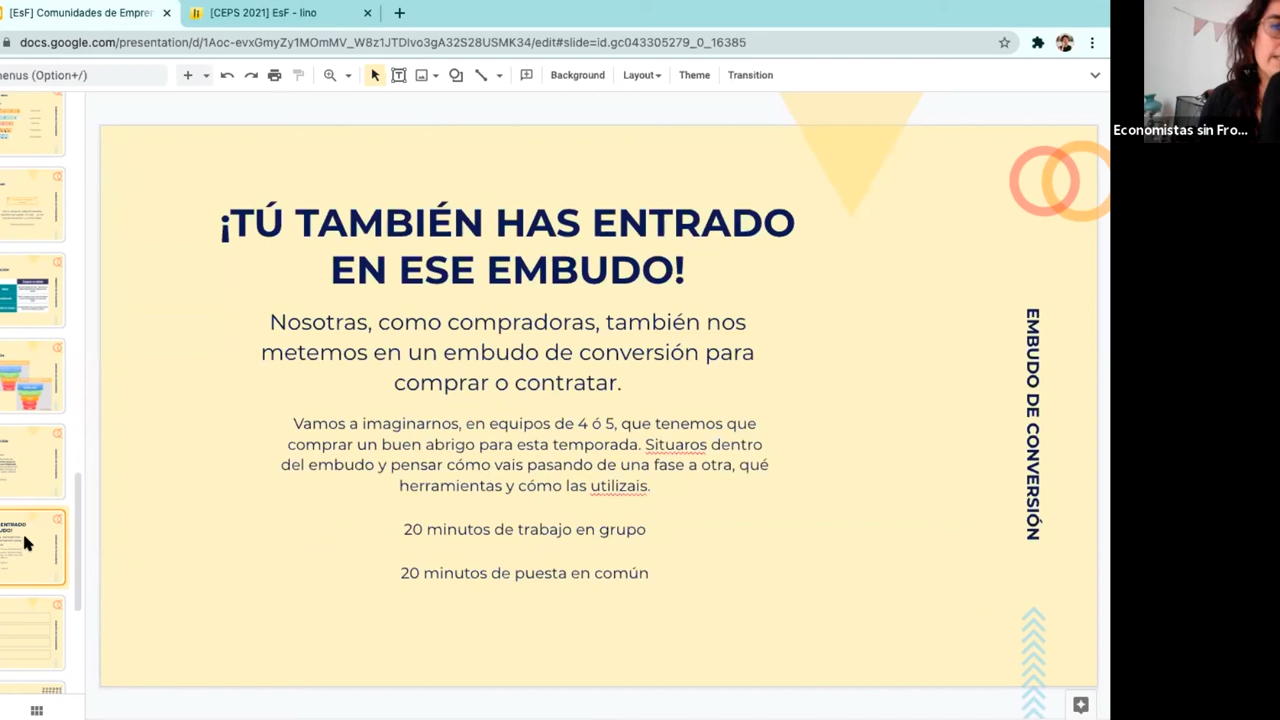 [EsF] Comunidades de Empren
[CEPS 2021] EsF - lino
docs.google.com/presentation/d/1Aoc-evxGmyZy1MOmMV_W8z1JTDlvo3gA32S28USMK34/edit#slide=id.gc043305279_0_16385
enus (Option+/)
Background
Layout
Theme
Transition
Economistas sin Fro...
¡TÚ TAMBIÉN HAS ENTRADO
EN ESE EMBUDO!
Nosotras, como compradoras, también nos
metemos en un embudo de conversión para
comprar o contratar.
Vamos a imaginarnos, en equipos de 4 ó 5, que tenemos que
comprar un buen abrigo para esta temporada. Situaros dentro
del embudo y pensar cómo vais pasando de una fase a otra, qué
herramientas y cómo las utilizais.
20 minutos de trabajo en grupo
20 minutos de puesta en común
EMBUDO DE CONVERSIÓN
ENTRADO